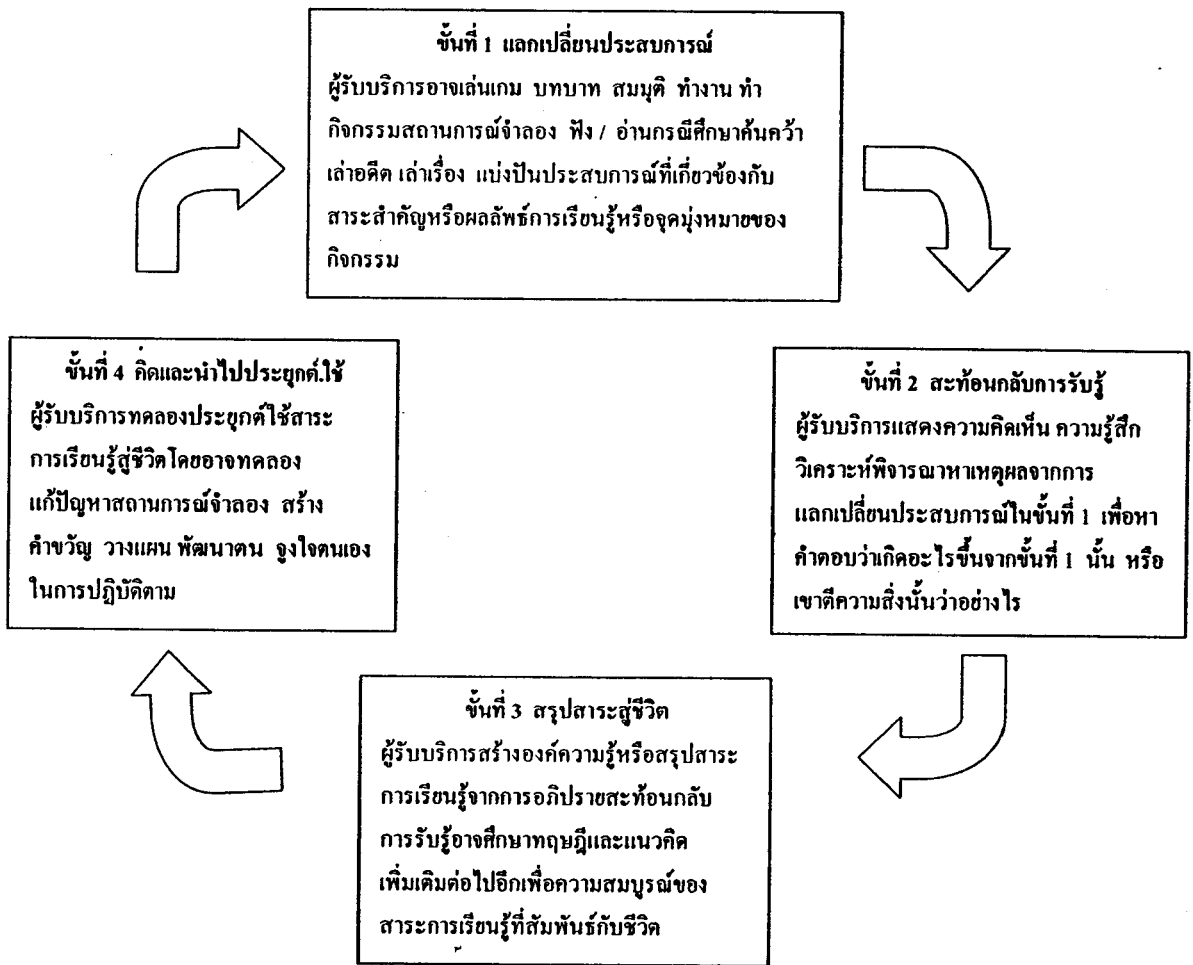 ขั้นที่ 1 แลกเปลี่ยนประสบการณ์
ผู้รับบริการอาจเล่นเกม บทบาท สมมุติ ทำงาน ทำ
กิจกรรมสถานการณ์จำลอง ฟัง / อ่านกรณีศึกษาค้นคว้า
เล่าอดีต เล่าเรื่อง แบ่งปันประสบการณ์ที่เกี่ยวข้องกับ
สาระสำคัญหรือผลลัพธ์การเรียนรู้หรือจุดมุ่งหมายของ
กิจกรรม
ขั้นที่ 2 สะท้อนกลับการรับรู้
ผู้รับบริการแสดงความคิดเห็น ความรู้สึก
วิเคราะห์พิจารณาหาเหตุผลจากการ
แลกเปลี่ยนประสบการณ์ในขั้นที่ 1 เพื่อหา
คำตอบว่าเกิดอะไรขึ้นจากขั้นที่ 1 นั้น หรือ
เขาตีความสิ่งนั้นว่าอย่างไร
ขั้นที่ 3 สรุปสาระสู่ชีวิต
ผู้รับบริการสร้างองค์ความรู้หรือสรุปสาระ
การเรียนรู้จากการอภิปรายสะท้อนกลับ
การรับรู้อาจศึกษาทฤษฎีและแนวคิด
เพิ่มเติมต่อไปอีกเพื่อความสมบูรณ์ของ
สาระการเรียนรู้ที่สัมพันธ์กับชีวิต
ขั้นที่ 4 คิดและนำไปประยุกต์.ใช้
ผู้รับบริการทดลองประยุกต์ใช้สาระ
การเรียนรู้สู่ชีวิตโดยอาจทดลอง
แก้ปัญหาสถานการณ์จำลอง สร้าง
คำขวัญ วางแผน พัฒนาตน จูงใจตนเอง
ในการปฏิบัติตาม